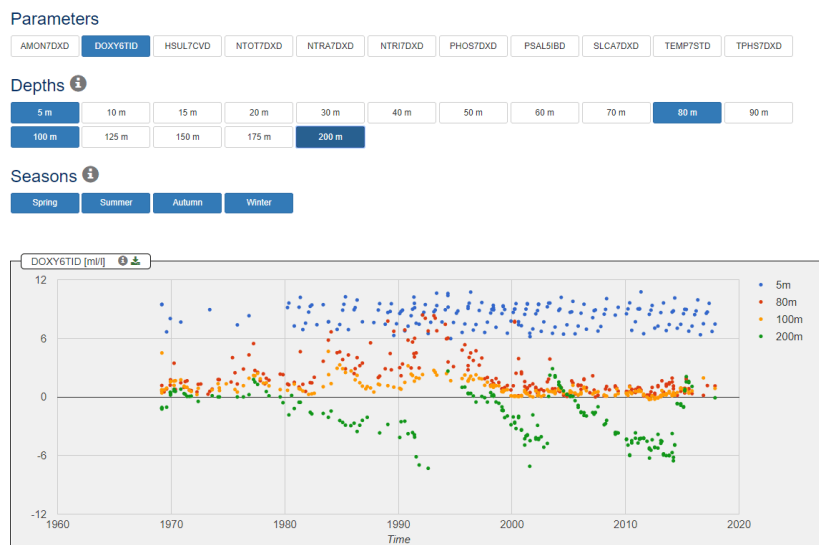 Parameters
AMON7DXD DOXY6TID HSUL7CVD NTOT7DXD NTRA7DXD NTRI7DXD PHOS7DXD PSAL5IBD SLCA7DXD TEMP7STD TPHS7DXD
Depths i
5 m 10 m 15 m 20 m 30 m 40 m 50 m 60 m 70 m 80 m 90 m
100 m 125 m 150 m 175 m 200 m
Seasons i
Spring Summer Autumn Winter
DOXY6TID [ml/l] i
12
5m
80m
100m
200m
6
0
-6
-12
1960 1970 1980 1990 2000 2010 2020
Time